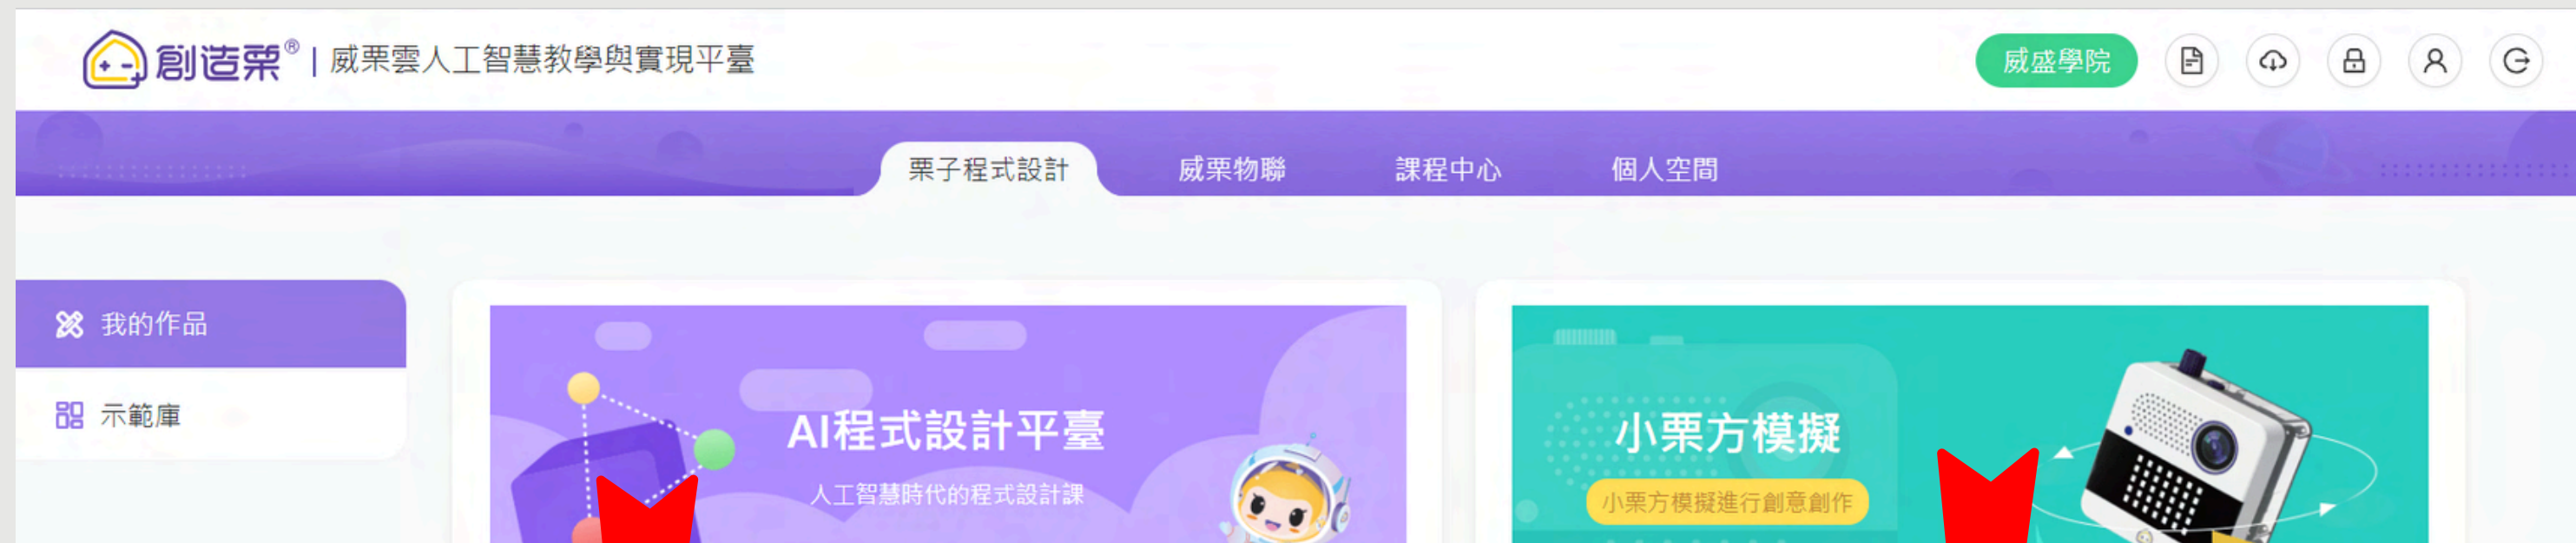 創造栗® | 威栗雲人工智慧教學與實現平臺
威盛學院
栗子程式設計 威栗物聯 課程中心 個人空間
我的作品
示範庫
AI程式設計平臺
人工智慧時代的程式設計課
小栗方模擬
小栗方模擬進行創意創作